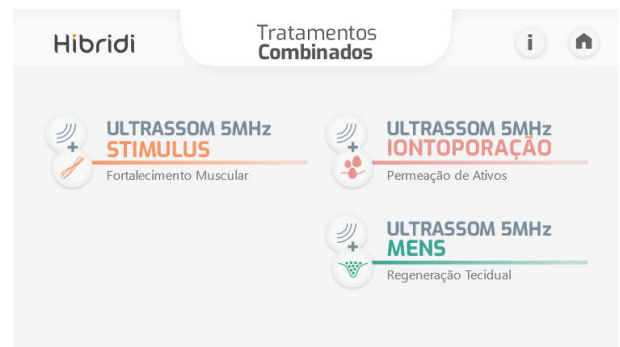 Hibridi
Tratamentos
Combinados
i
ULTRASSOM 5MHz
STIMULUS
Fortalecimento Muscular
ULTRASSOM 5MHz
IONTOPORAÇÃO
Permeação de Ativos
ULTRASSOM 5MHz
MENS
Regeneração Tecidual